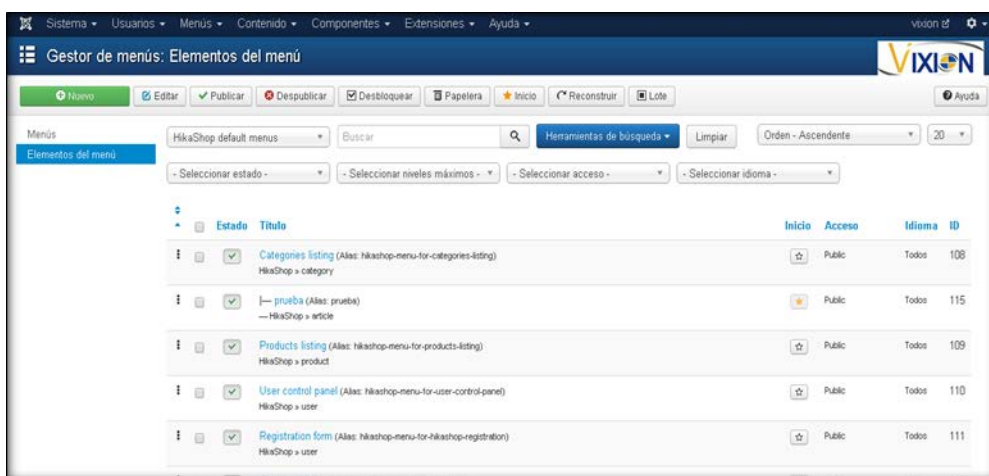 Sistema Usuarios Menús Contenido Componentes Extensiones Ayuda vixion
Gestor de menús: Elementos del menú
VIXION
Nuevo Editar Publicar Despublicar Desbloquear Papelera Inicio Reconstruir Lote Ayuda
Menús
Elementos del menú
HikaShop default menus Buscar Herramientas de búsqueda Limpiar Orden - Ascendente 20
- Seleccionar estado - - Seleccionar niveles máximos - - Seleccionar acceso - - Seleccionar idioma -
Estado Título Inicio Acceso Idioma ID
Categories listing (Alias: hikashop-menu-for-categories-listing) Public Todos 108
HikaShop » category
|— prueba (Alias: prueba) Public Todos 115
— HikaShop » article
Products listing (Alias: hikashop-menu-for-products-listing) Public Todos 109
HikaShop » product
User control panel (Alias: hikashop-menu-for-user-control-panel) Public Todos 110
HikaShop » user
Registration form (Alias: hikashop-menu-for-hikashop-registration) Public Todos 111
HikaShop » user